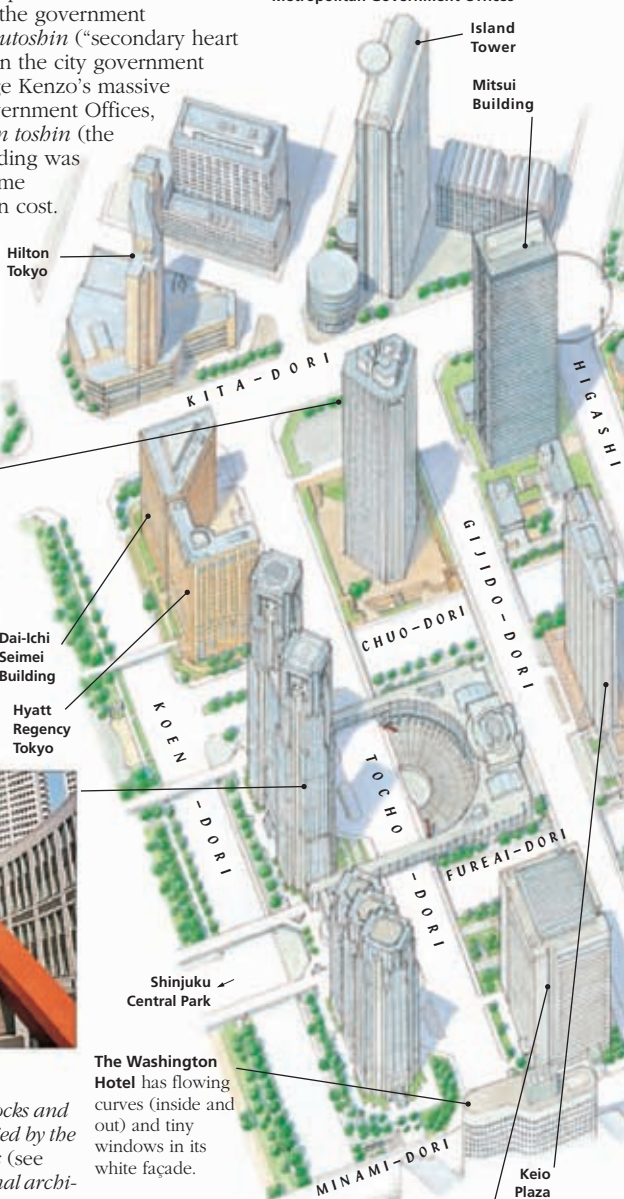 Metropolitan Government Offices
the government
utoshin (“secondary heart
n the city government
ge Kenzo’s massive
vernment Offices,
n toshin (the
ding was
me
n cost.
Island
Tower
Mitsui
Building
Hilton
Tokyo
KITA-DORI
HIGASHI
GIJIDO-DORI
CHUO-DORI
Dai-Ichi
Seimei
Building
Hyatt
Regency
Tokyo
KOEN-DORI
TOCHO-DORI
FUREAI-DORI
Shinjuku
Central Park
The Washington
Hotel has flowing
curves (inside and
out) and tiny
windows in its
white façade.
ocks and
ied by the
(see
nal archi-
MINAMI-DORI
Keio
Plaza